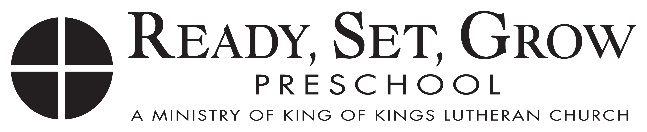 READY, SET, GROW
PRESCHOOL
A MINISTRY OF KING OF KINGS LUTHERAN CHURCH